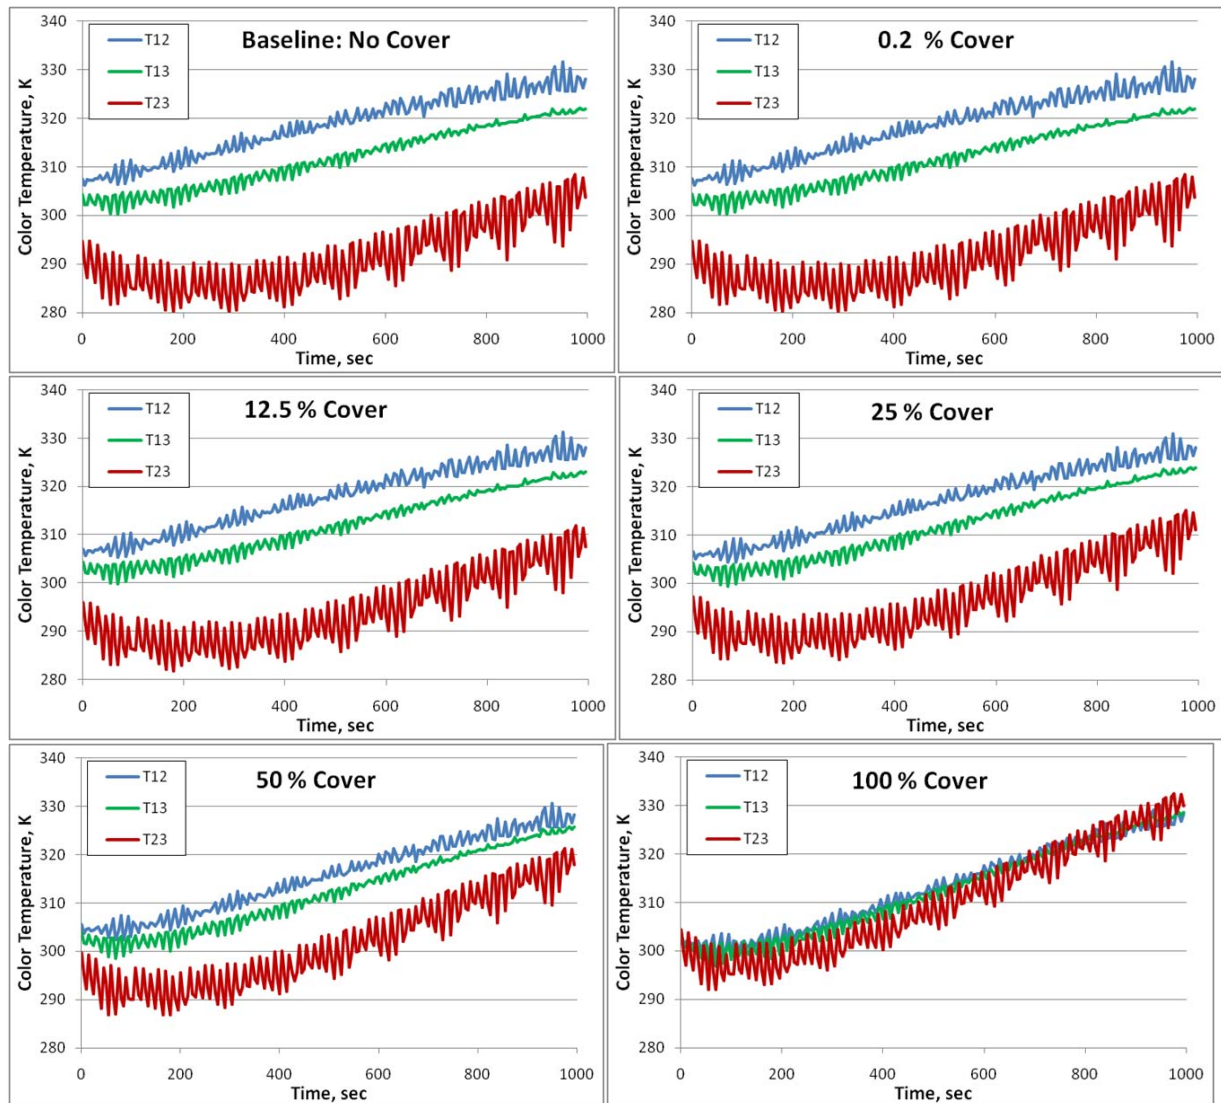 Baseline: No Cover
T12
T13
T23
Color Temperature, K
340
330
320
310
300
290
280
0 200 400 600 800 1000
Time, sec
0.2 % Cover
T12
T13
T23
Color Temperature, K
340
330
320
310
300
290
280
0 200 400 600 800 1000
Time, sec
12.5 % Cover
T12
T13
T23
Color Temperature, K
340
330
320
310
300
290
280
0 200 400 600 800 1000
Time, sec
25 % Cover
T12
T13
T23
Color Temperature, K
340
330
320
310
300
290
280
0 200 400 600 800 1000
Time, sec
50 % Cover
T12
T13
T23
Color Temperature, K
340
330
320
310
300
290
280
0 200 400 600 800 1000
Time, sec
100 % Cover
T12
T13
T23
Color Temperature, K
340
330
320
310
300
290
280
0 200 400 600 800 1000
Time, sec